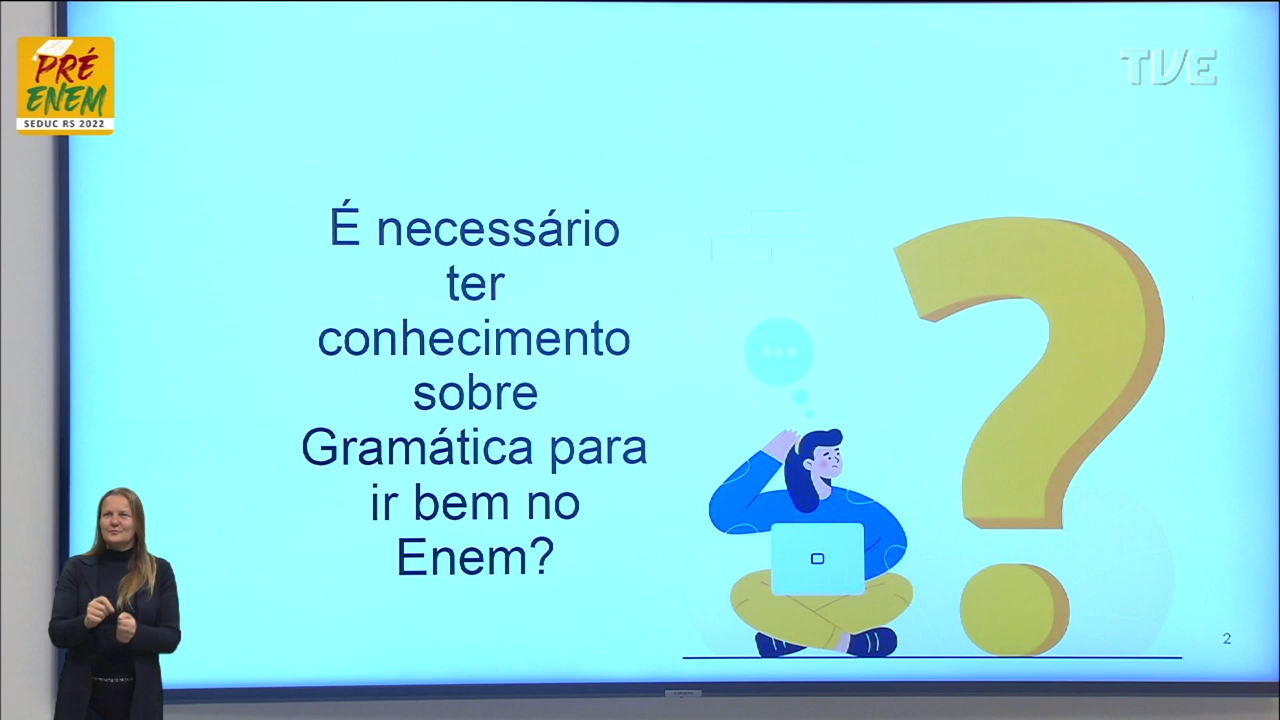 PRÉ
ENEM
SEDUC RS 2022
TVE
É necessário
ter
conhecimento
sobre
Gramática para
ir bem no
Enem?
2